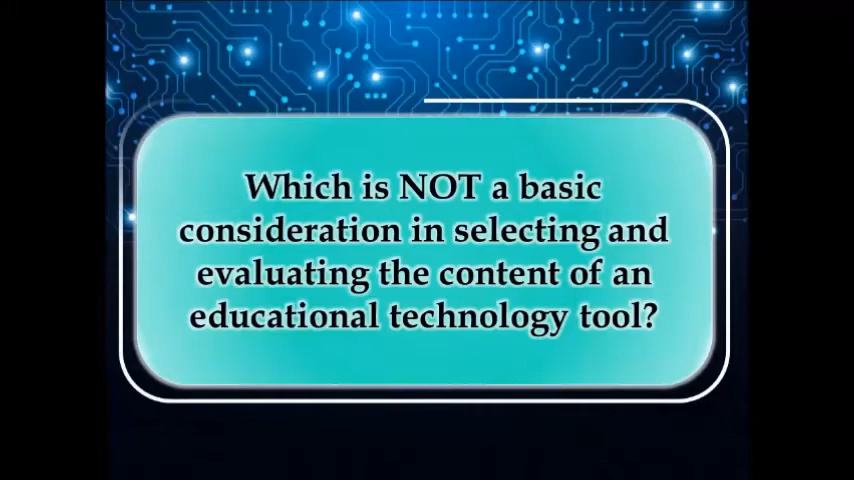 Which is NOT a basic
consideration in selecting and
evaluating the content of an
educational technology tool?